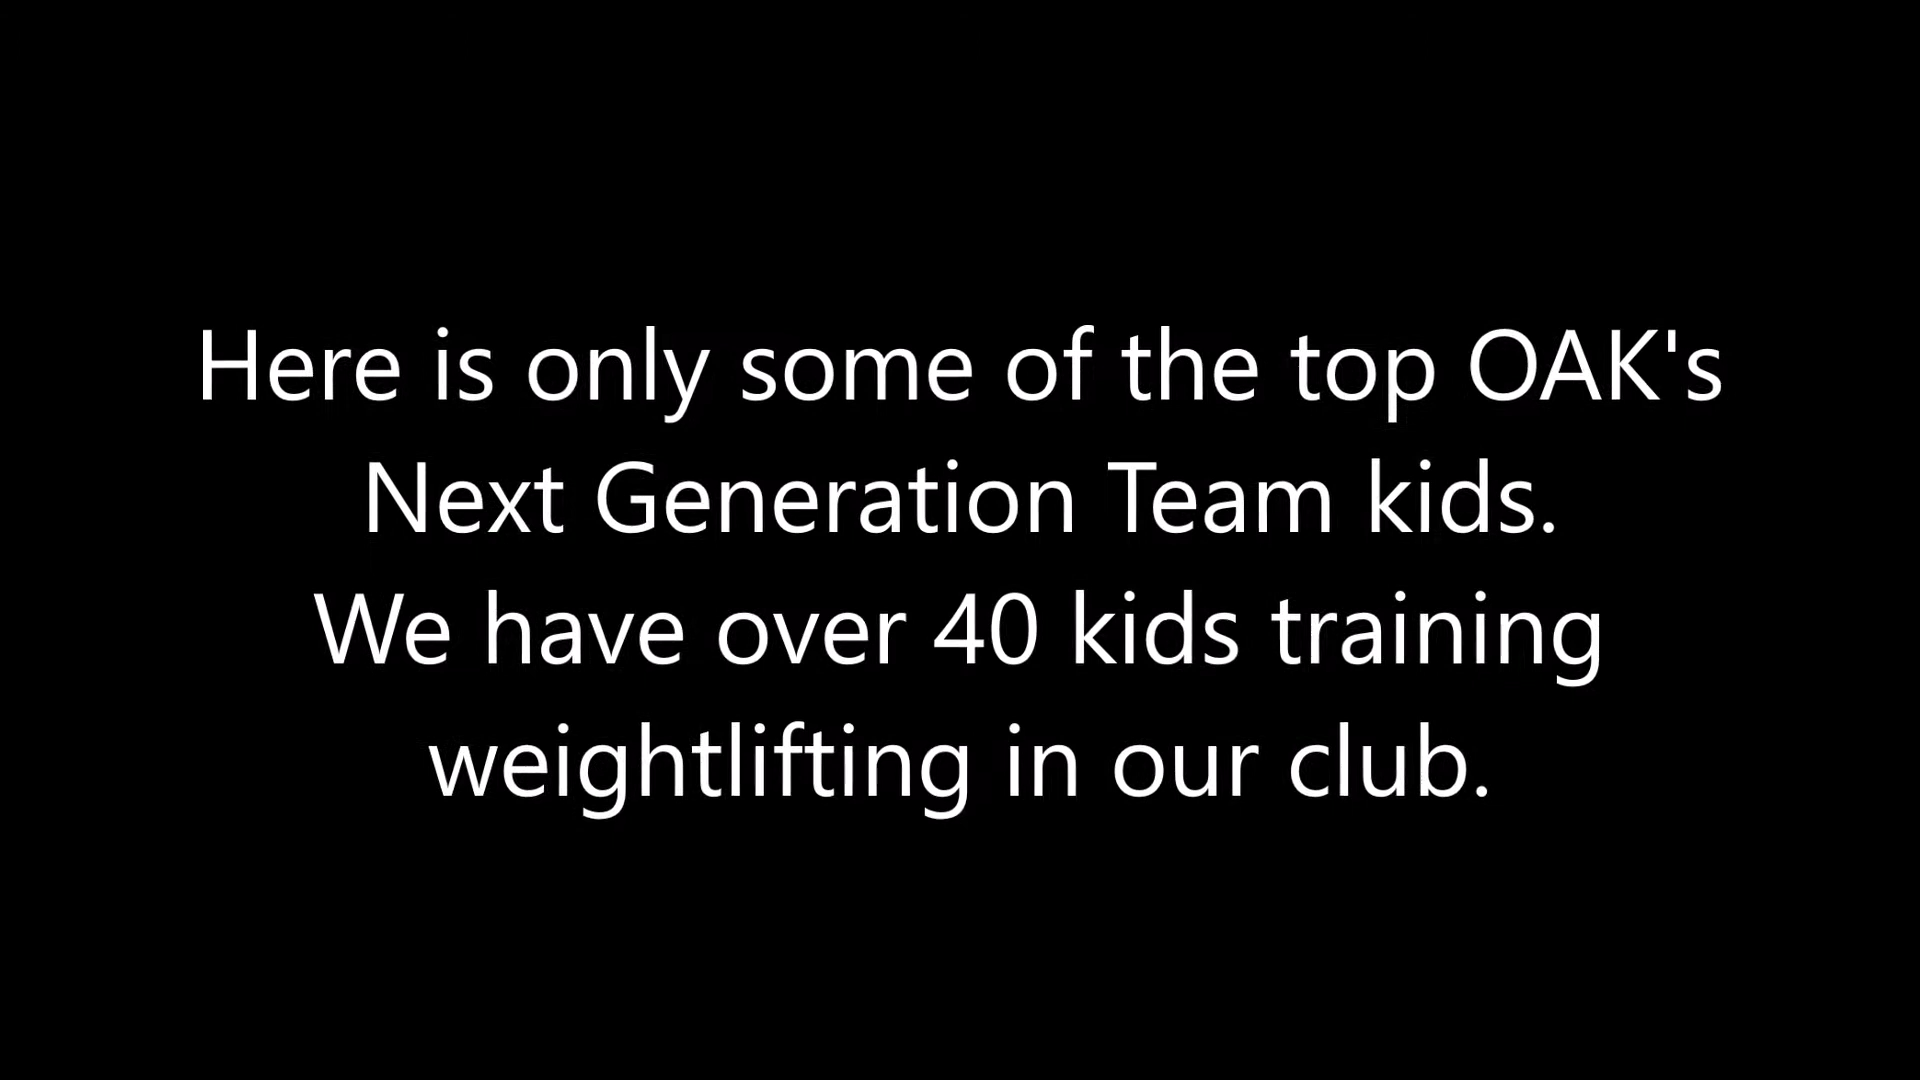 Here is only some of the top OAK's
Next Generation Team kids.
We have over 40 kids training
weightlifting in our club.